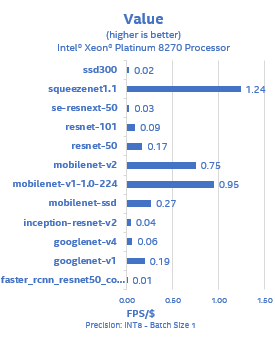 Value
(higher is better)
Intel® Xeon® Platinum 8270 Processor
ssd300 0.02
squeezenet1.1 1.24
se-resnext-50 0.03
resnet-101 0.09
resnet-50 0.17
mobilenet-v2 0.75
mobilenet-v1-1.0-224 0.95
mobilenet-ssd 0.27
inception-resnet-v2 0.04
googlenet-v4 0.06
googlenet-v1 0.19
faster_rcnn_resnet50_co... 0.01
0.00 0.50 1.00 1.50
FPS/$
Precision: INT8 - Batch Size 1